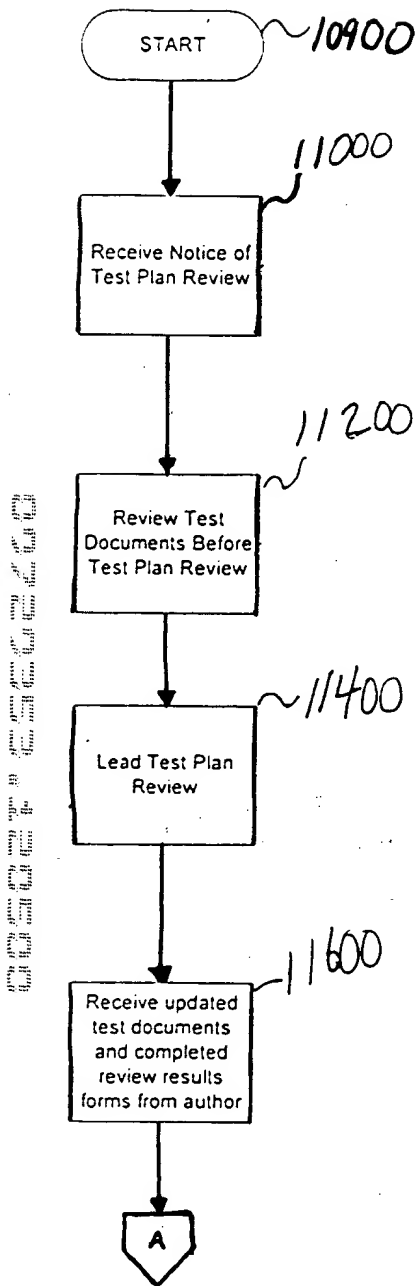 START
10900
11000
Receive Notice of
Test Plan Review
11200
Review Test
Documents Before
Test Plan Review
11400
Lead Test Plan
Review
11600
Receive updated
test documents
and completed
review results
forms from author
A